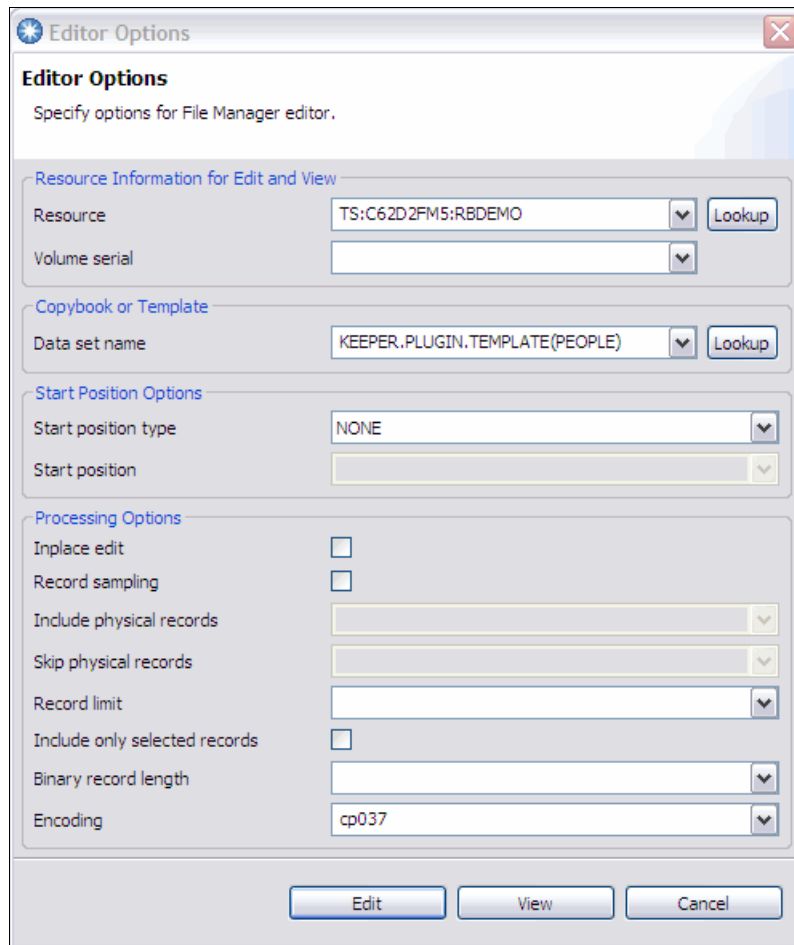 Editor Options
Editor Options
Specify options for File Manager editor.
Resource Information for Edit and View
Resource TS:C62D2FM5:RBDEMO Lookup
Volume serial
Copybook or Template
Data set name KEEPER.PLUGIN.TEMPLATE(PEOPLE) Lookup
Start Position Options
Start position type NONE
Start position
Processing Options
Inplace edit
Record sampling
Include physical records
Skip physical records
Record limit
Include only selected records
Binary record length
Encoding cp037
Edit View Cancel